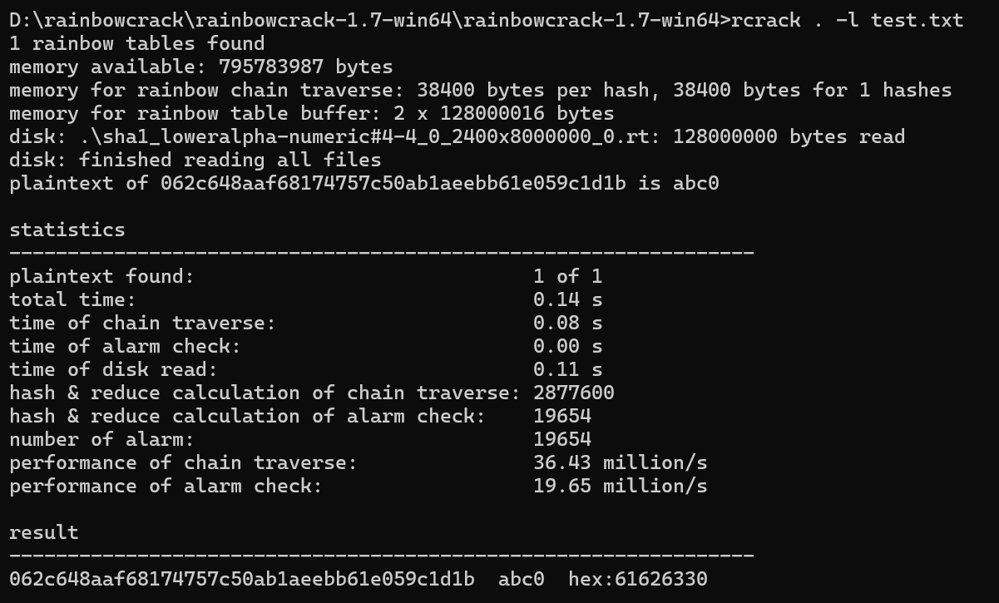 D:\rainbowcrack\rainbowcrack-1.7-win64\rainbowcrack-1.7-win64>rcrack . -l test.txt
1 rainbow tables found
memory available: 795783987 bytes
memory for rainbow chain traverse: 38400 bytes per hash, 38400 bytes for 1 hashes
memory for rainbow table buffer: 2 x 128000016 bytes
disk: .\sha1_loweralpha-numeric#4-4_0_2400x8000000_0.rt: 128000000 bytes read
disk: finished reading all files
plaintext of 062c648aaf68174757c50ab1aeebb61e059c1d1b is abc0

statistics
----------------------------------------------------------------
plaintext found:                             1 of 1
total time:                                  0.14 s
time of chain traverse:                      0.08 s
time of alarm check:                         0.00 s
time of disk read:                           0.11 s
hash & reduce calculation of chain traverse: 2877600
hash & reduce calculation of alarm check:    19654
number of alarm:                             19654
performance of chain traverse:               36.43 million/s
performance of alarm check:                  19.65 million/s

result
----------------------------------------------------------------
062c648aaf68174757c50ab1aeebb61e059c1d1b  abc0  hex:61626330